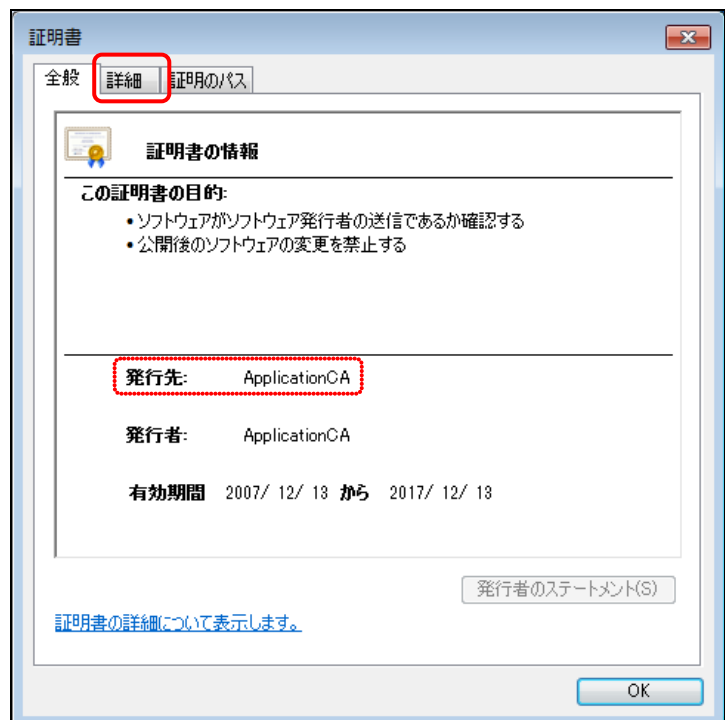 証明書
全般 詳細 証明のパス
証明書の情報
この証明書の目的:
•ソフトウェアがソフトウェア発行者の送信であるか確認する
•公開後のソフトウェアの変更を禁止する
発行先: ApplicationCA
発行者: ApplicationCA
有効期間 2007/ 12/ 13 から 2017/ 12/ 13
発行者のステートメント(S)
証明書の詳細について表示します。
OK